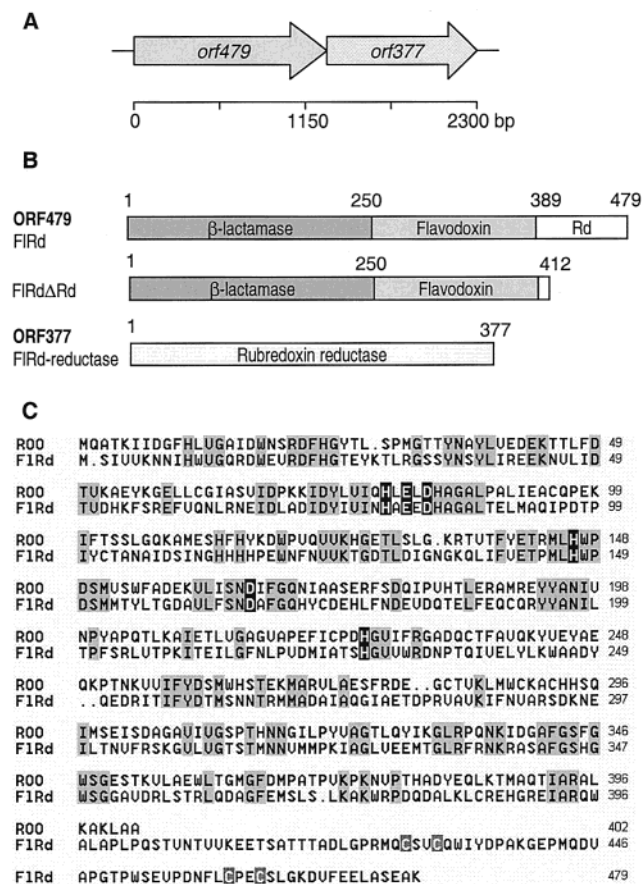 A
orf479 orf377
0 1150 2300 bp
B
1 250 389 479
ORF479
FlRd
β-lactamase Flavodoxin Rd
1 250 412
FlRdΔRd
β-lactamase Flavodoxin
ORF377
1 377
FlRd-reductase
Rubredoxin reductase
C
ROO MQATKIIDGFHLVGAIDWNSRDFHGYTL.SPMGTTYNAYLVEDEKTTLFD 49
FlRd M.SIVVKNNIHWVGQRDWEVRDFHGTEYKTLRGSSYNSYLIREEKNVLID 49
ROO TVKAEYKGELLCGIASVIDPKKIDYLVIQHLELDHAGALPALIEACQPEK 99
FlRd TVDHKFSREFVQNLRNEIDLADIDYIVINHAEEDHAGALTELMAQIPDTP 99
ROO IFTSSLGQKAMESHFHYKDWPVQVVKHGETLSLG.KRTVTFYETRMLHWP 148
FlRd IYCTANAIDSINGHHHHPEWNFNVVKTGDTLDIGNGKQLIFVETPMLHWP 149
ROO DSMVSWFADEKVLISNDIFGQNIAASERFSDQIPVHTLERAMREYYANIV 198
FlRd DSMMTYLTGDAVLFSNDAFGQHYCDEHLFNDEVDQTELFEQCQRYYANIL 199
ROO NPYAPQTLKAIETLVGAGVAPEFICPDHGVIFRGADQCTFAVQKYVEYAE 248
FlRd TPFSRLVTPKITEILGFNLPVDMIATSHGVVWRDNPTQIVELYLKWAADY 249
ROO QKPTNKVVIFYDSMWHSTEKMARVLAESFRDE..GCTVKLMWCKACHHSQ 296
FlRd .QEDRITIFYDTMSNNTRMMADAIAQGIAETDPRVAVKIFNVARSDKNE 297
ROO IMSEISDAGAVIVGSPTHNNGILPYVAGTLQYIKGLRPQNKIDGAFGSFG 346
FlRd ILTNVFRSKGVLVGTSTMNNVMMPKIAGLVEEMTGLRFRNKRASAFGSHG 347
ROO WSGESTKVLAEWLTGMGFDMPATPVKPKNVPTHADYEQLKTMAQTIARAL 396
FlRd WSGGAVDRLSTRLQDAGFEMSLS.LKAKWRPDQDALKLCREHGREIARQW 396
ROO KAKLAA 402
FlRd ALAPLPQSTVNTVVKEETSATTTADLGPRMQCSVCQWIYDPAKGEPMQDV 446
FlRd APGTPWSEVPDNFLCPECSLGKDVFEELASEAK 479